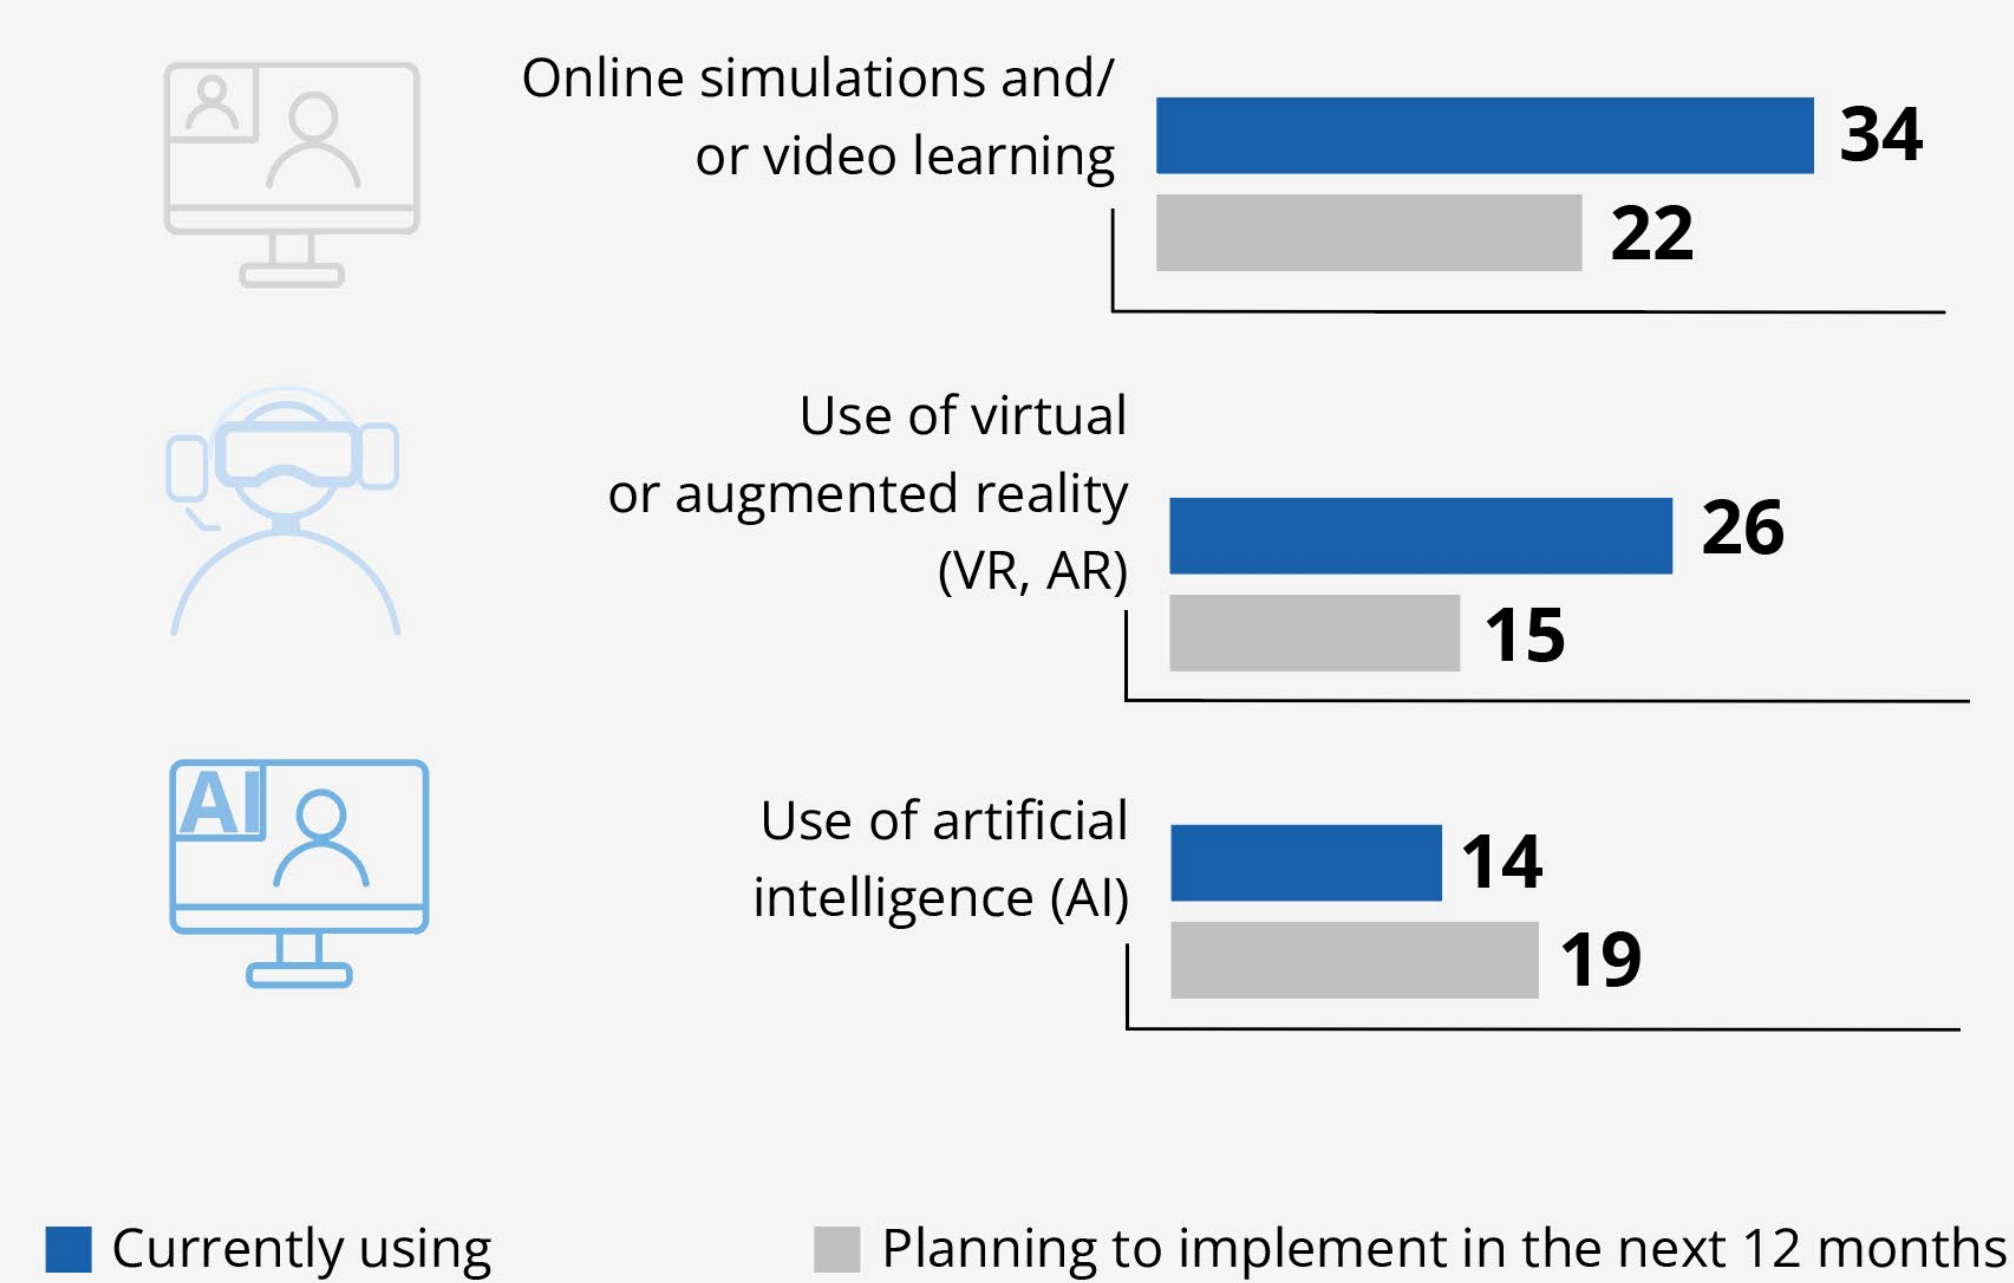 Online simulations and/
or video learning
34
22
Use of virtual
or augmented reality
(VR, AR)
26
15
AI
Use of artificial
intelligence (AI)
14
19
Currently using
Planning to implement in the next 12 months